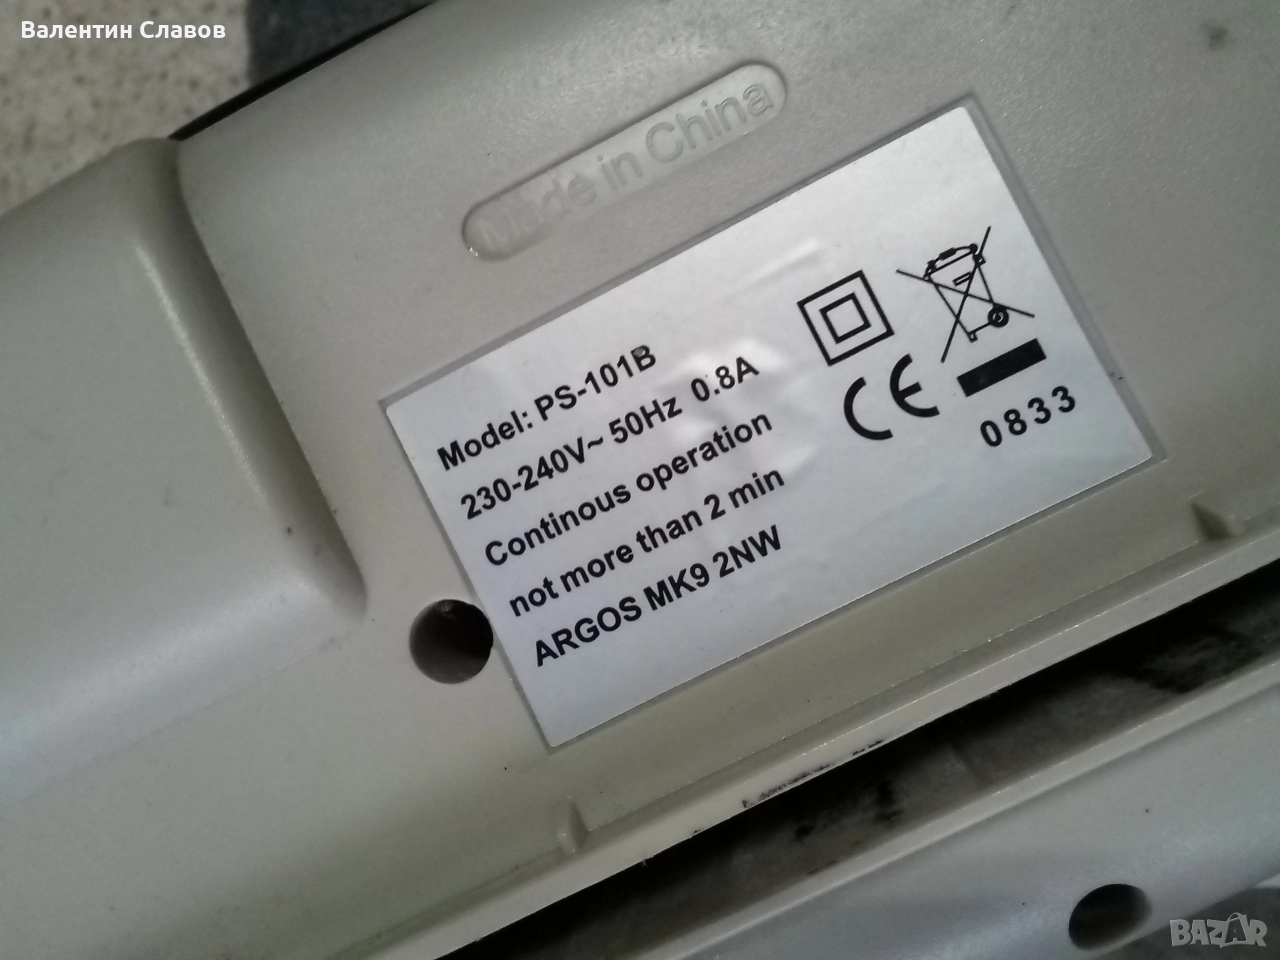 Валентин Славов
Made in China
Model: PS-101B
230-240V~ 50Hz 0.8A
Continous operation
not more than 2 min
ARGOS MK9 2NW
CE
0833
BAZAR